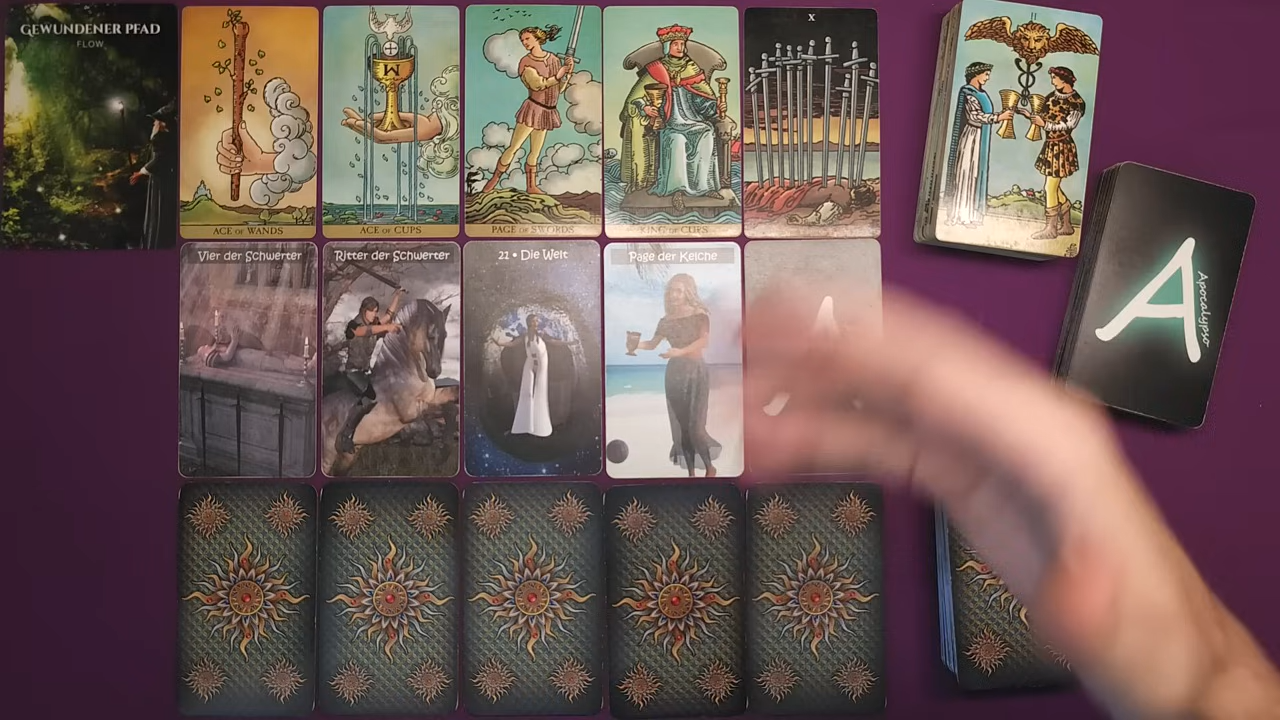 GEWUNDENER PFAD
FLOW
ACE OF WANDS
ACE OF CUPS
PAGE OF SWORDS
KING OF CUPS
X
Vier der Schwerter
Ritter der Schwerter
21 • Die Welt
Page der Kelche
A
Apocalypso